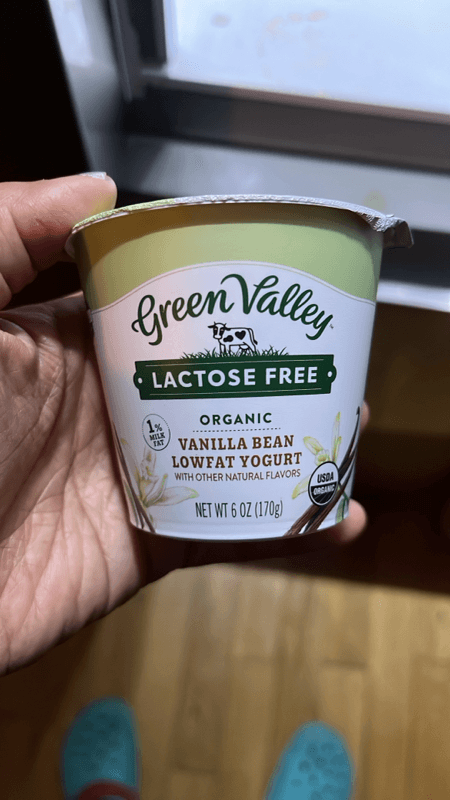 Green Valley
LACTOSE FREE
ORGANIC
1%
MILK
FAT
VANILLA BEAN
LOWFAT YOGURT
WITH OTHER NATURAL FLAVORS
USDA
ORGANIC
NET WT 6 OZ (170g)